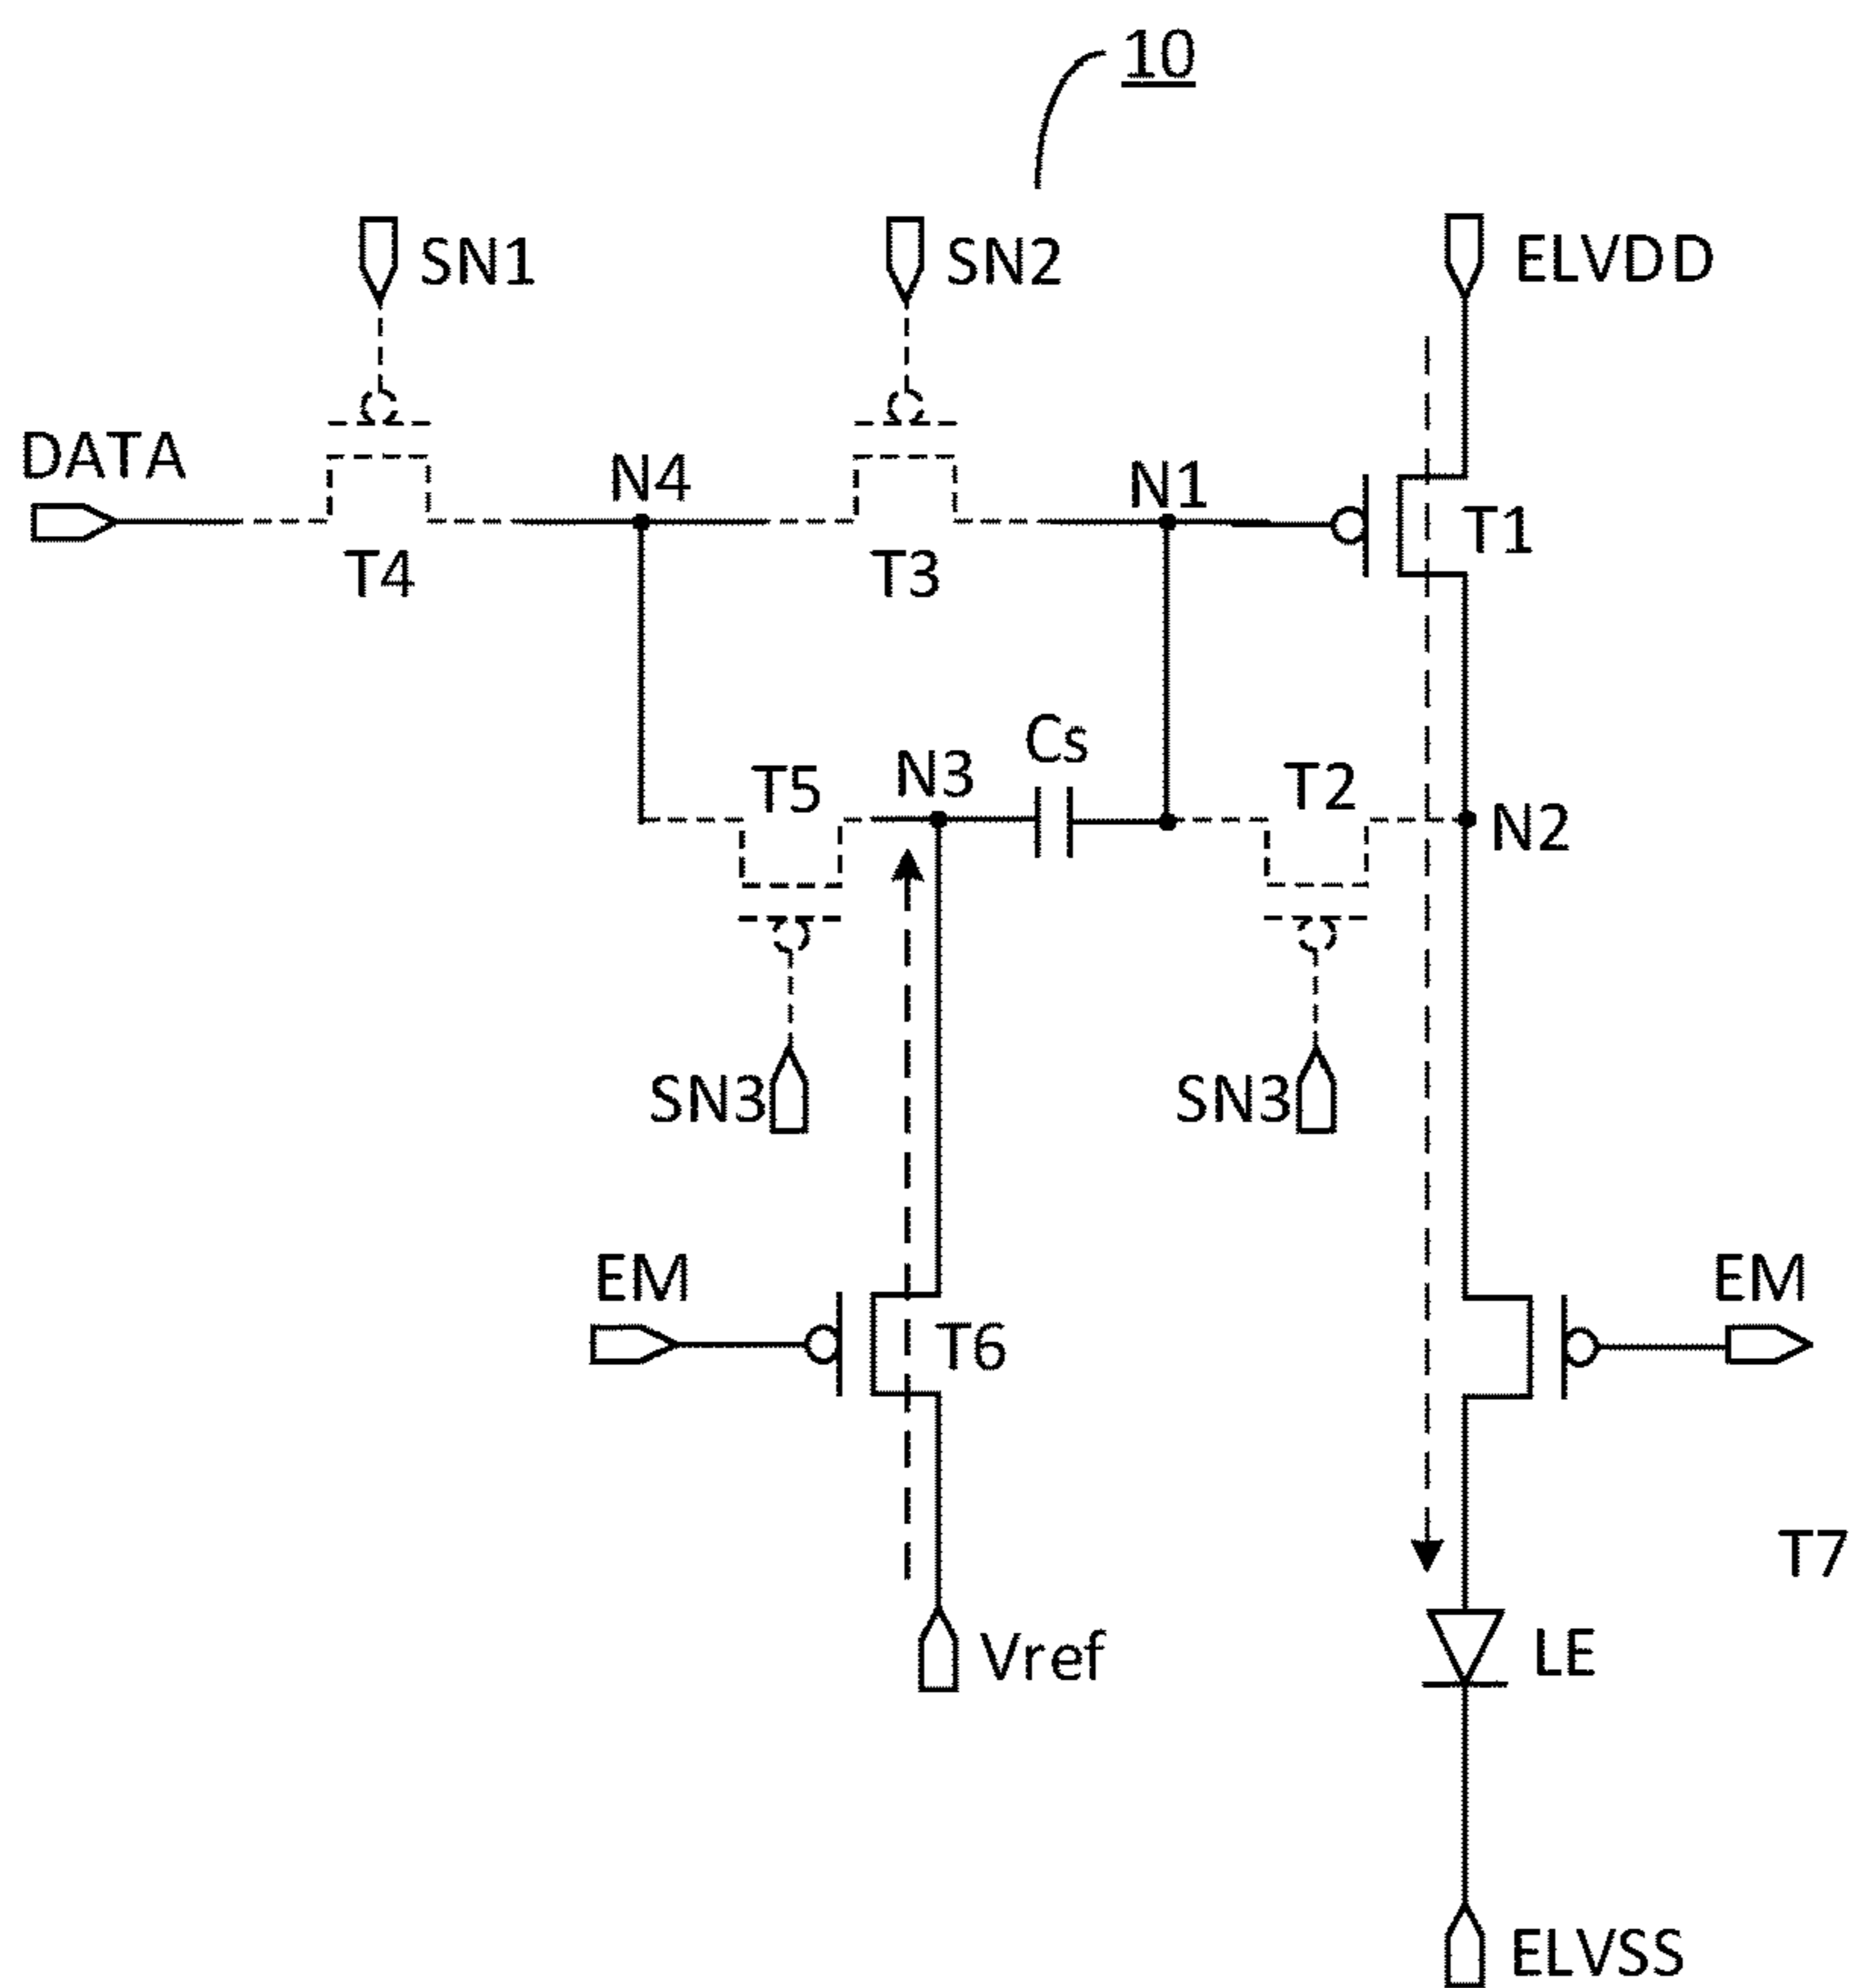 10
SN1
SN2
ELVDD
DATA
N4
N1
T1
T4
T3
Cs
T5
N3
T2
N2
SN3
SN3
EM
EM
T6
T7
Vref
LE
ELVSS